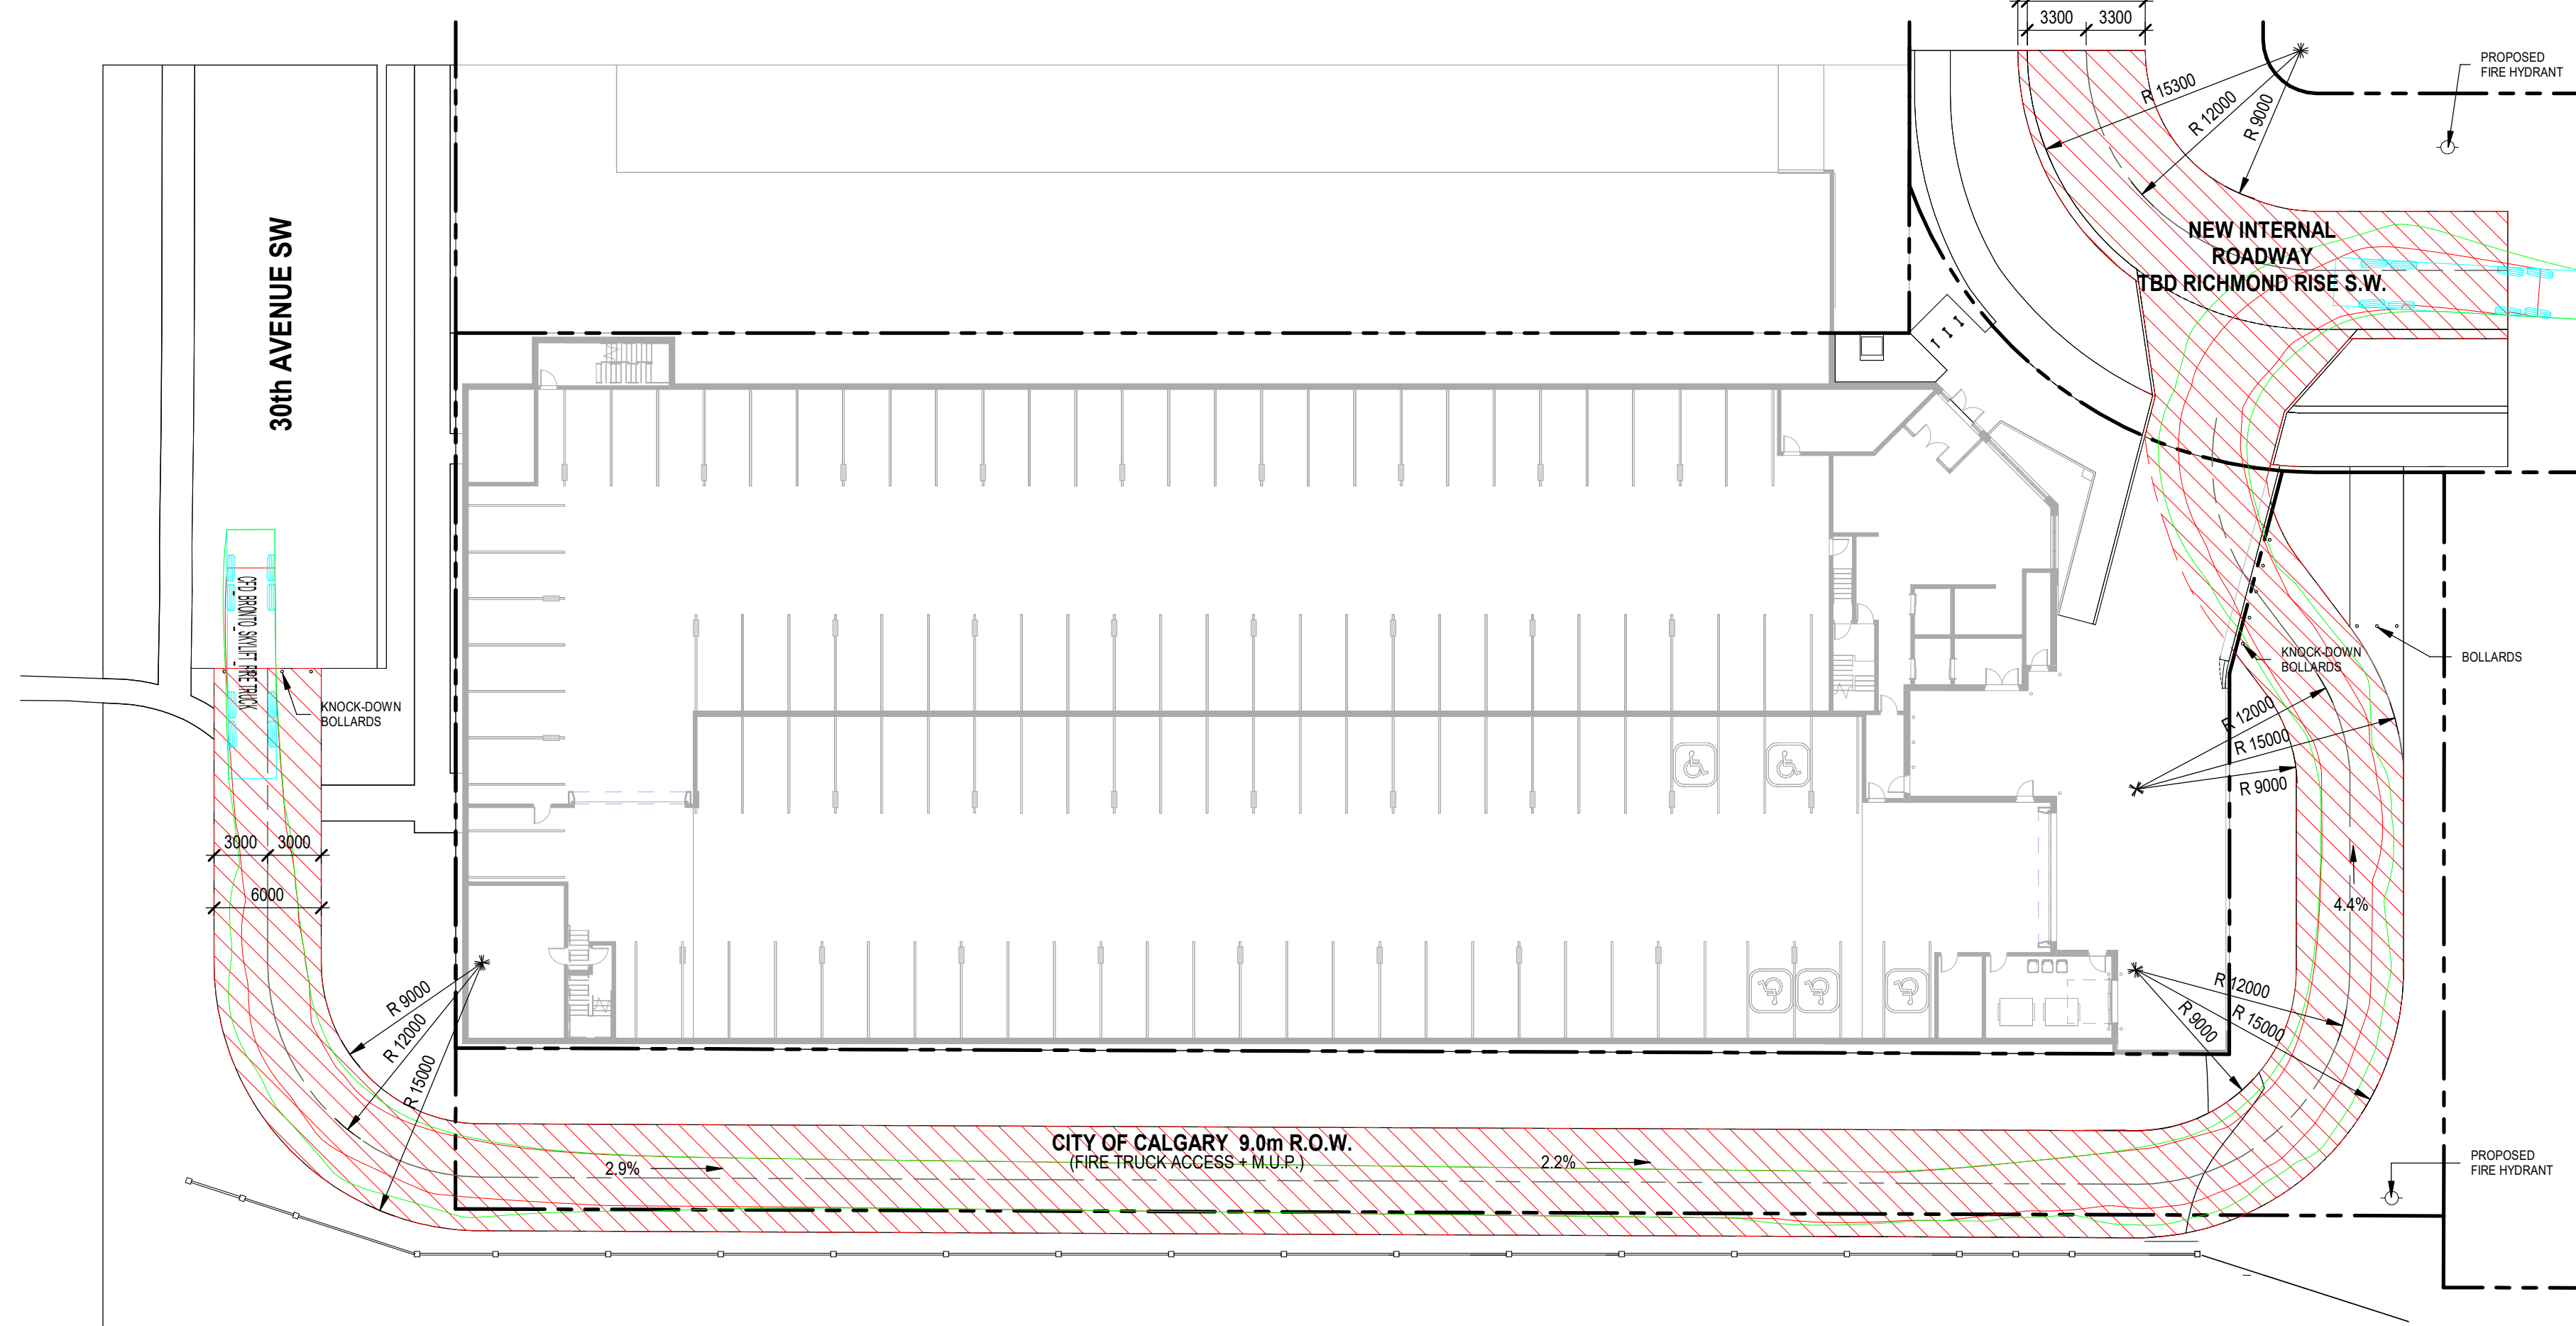 3300
3300
PROPOSED
FIRE HYDRANT
R 15300
R 12000
R 9000
30th AVENUE SW
NEW INTERNAL
ROADWAY
TBD RICHMOND RISE S.W.
CFD BRONTO SKYLIFT FIRE TRUCK
KNOCK-DOWN
BOLLARDS
KNOCK-DOWN
BOLLARDS
BOLLARDS
R 12000
R 15000
R 9000
3000
3000
6000
4.4%
R 9000
R 12000
R 15000
R 12000
R 15000
R 9000
CITY OF CALGARY 9.0m R.O.W.
(FIRE TRUCK ACCESS + M.U.P.)
2.9%
2.2%
PROPOSED
FIRE HYDRANT